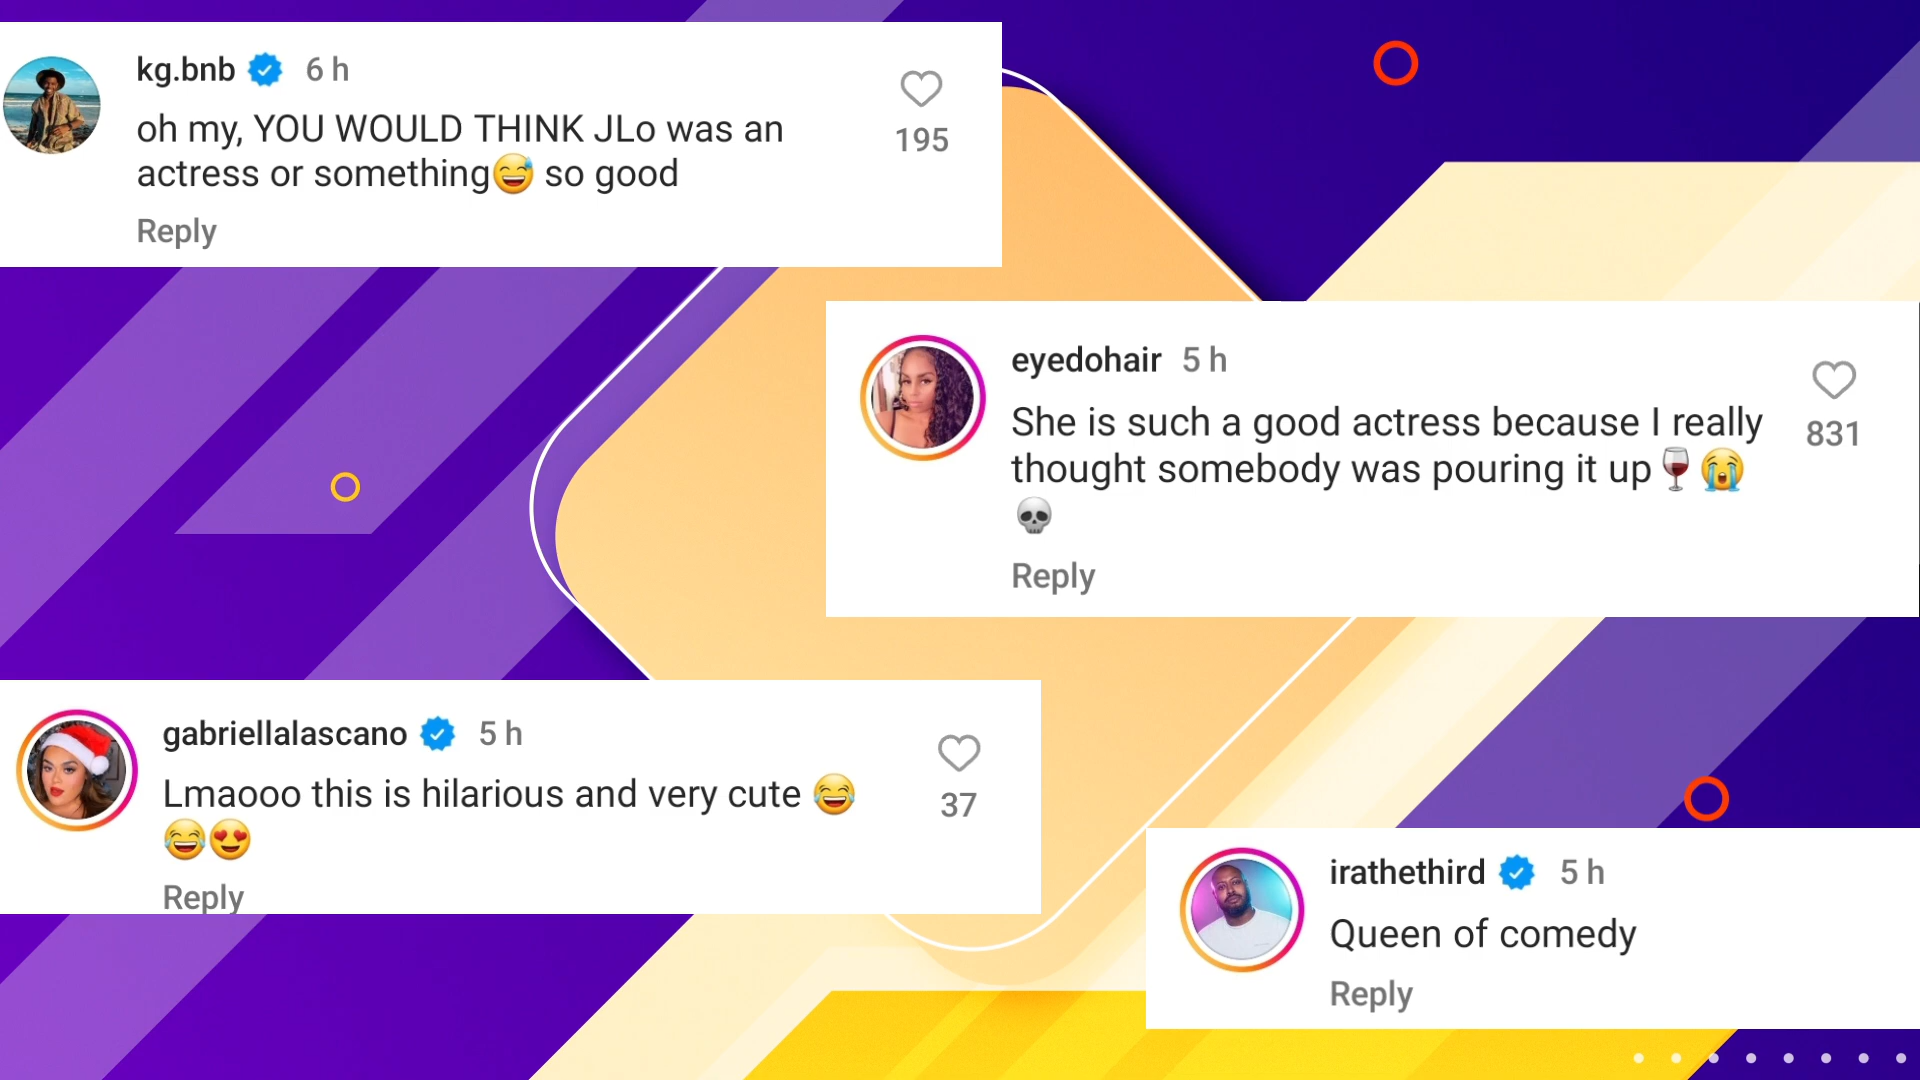 kg.bnb 6 h
oh my, YOU WOULD THINK JLo was an
actress or something😅 so good
195
Reply
eyedohair 5 h
She is such a good actress because I really
thought somebody was pouring it up🍷😭
💀
831
Reply
gabriellalascano 5 h
Lmaooo this is hilarious and very cute 😂
😂😍
37
Reply
irathethird 5 h
Queen of comedy
Reply